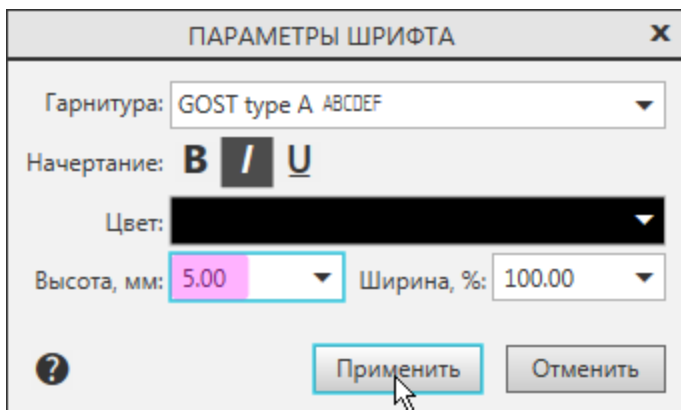 ПАРАМЕТРЫ ШРИФТА x
Гарнитура: GOST type A ABCDEF
Начертание: B I U
Цвет:
Высота, мм: 5.00 Ширина, %: 100.00
? Применить Отменить